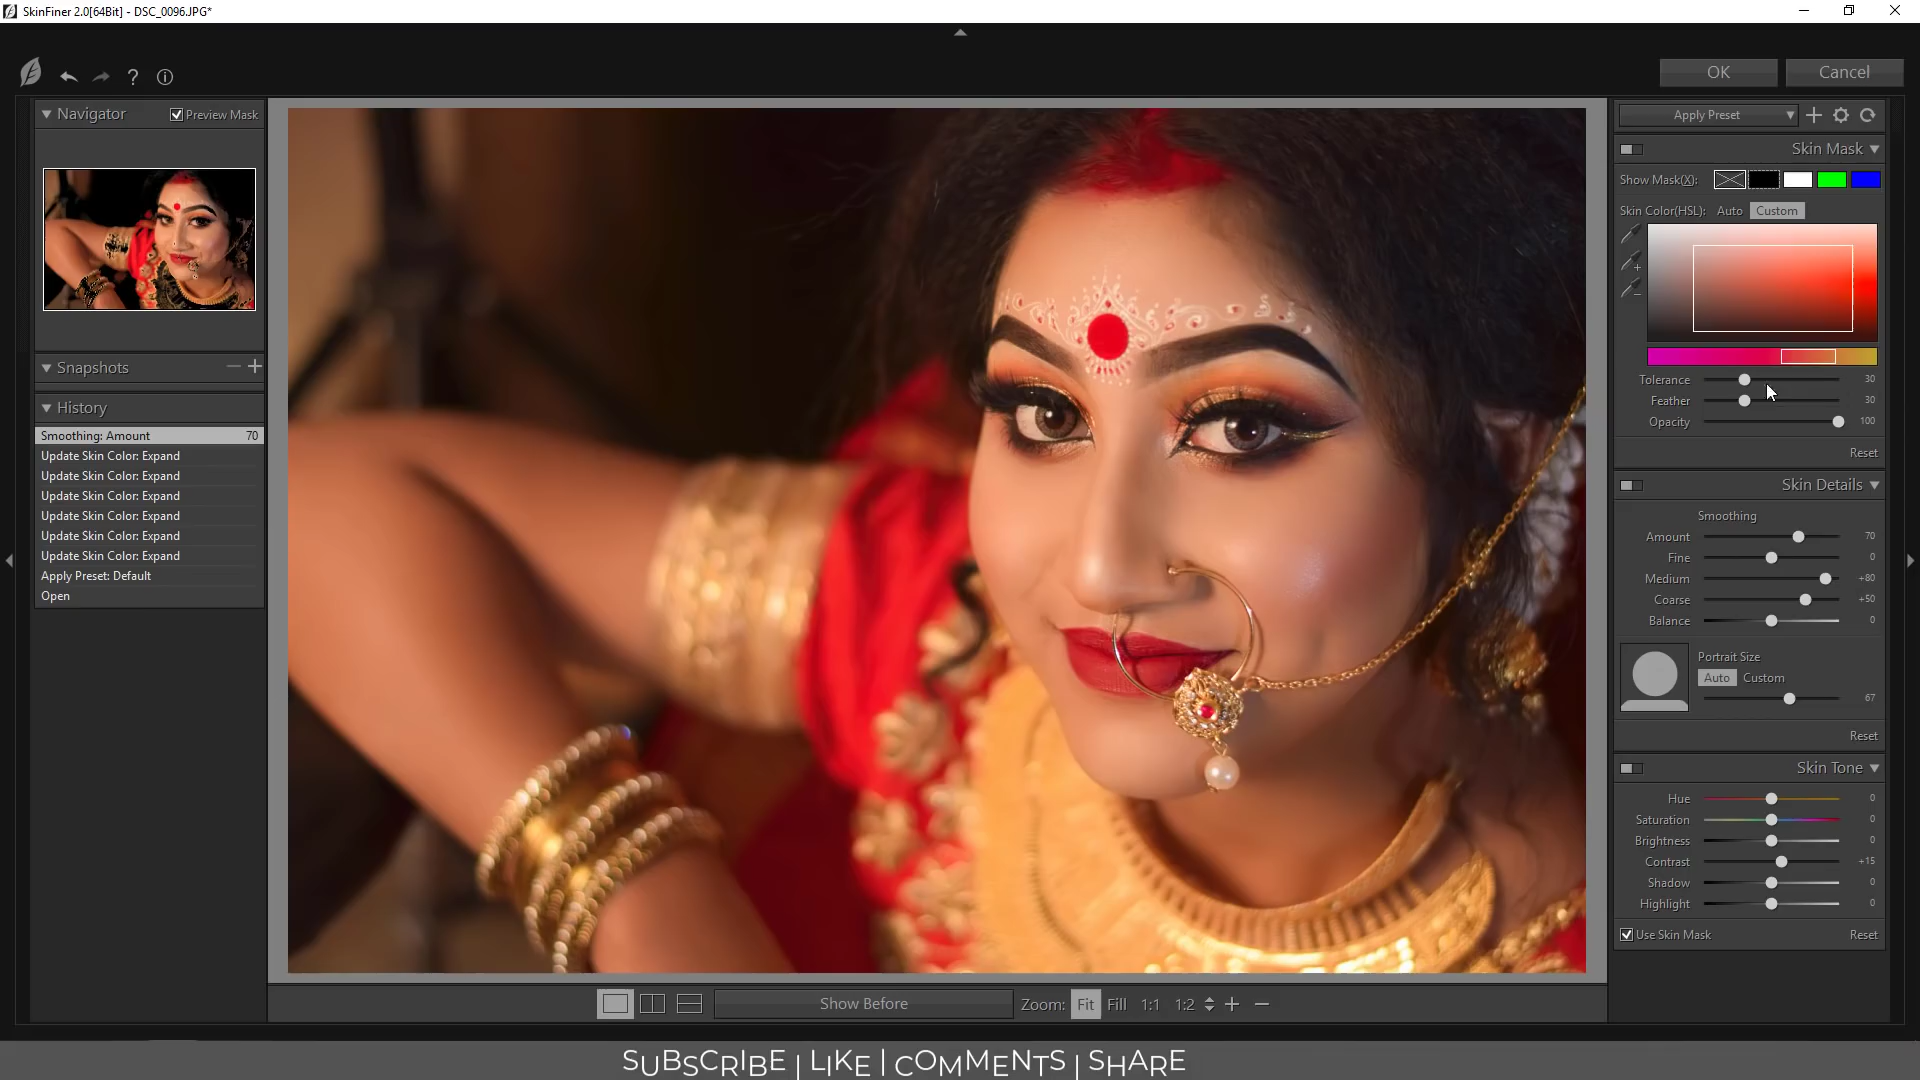 SkinFiner 2.0[64Bit] - DSC_0096.JPG*
OK
Cancel
Navigator
Preview Mask
Snapshots
History
Smoothing: Amount 70
Update Skin Color: Expand
Update Skin Color: Expand
Update Skin Color: Expand
Update Skin Color: Expand
Update Skin Color: Expand
Update Skin Color: Expand
Apply Preset: Default
Open
Apply Preset
Skin Mask
Show Mask(X):
Skin Color(HSL): Auto Custom
Tolerance 30
Feather 30
Opacity 100
Reset
Skin Details
Smoothing
Amount 70
Fine 0
Medium +80
Coarse +50
Balance 0
Portrait Size
Auto Custom
67
Reset
Skin Tone
Hue 0
Saturation 0
Brightness 0
Contrast +15
Shadow 0
Highlight 0
Use Skin Mask Reset
Show Before
Zoom: Fit Fill 1:1 1:2
SUBSCRIBE | LIKE | COMMENTS | SHARE